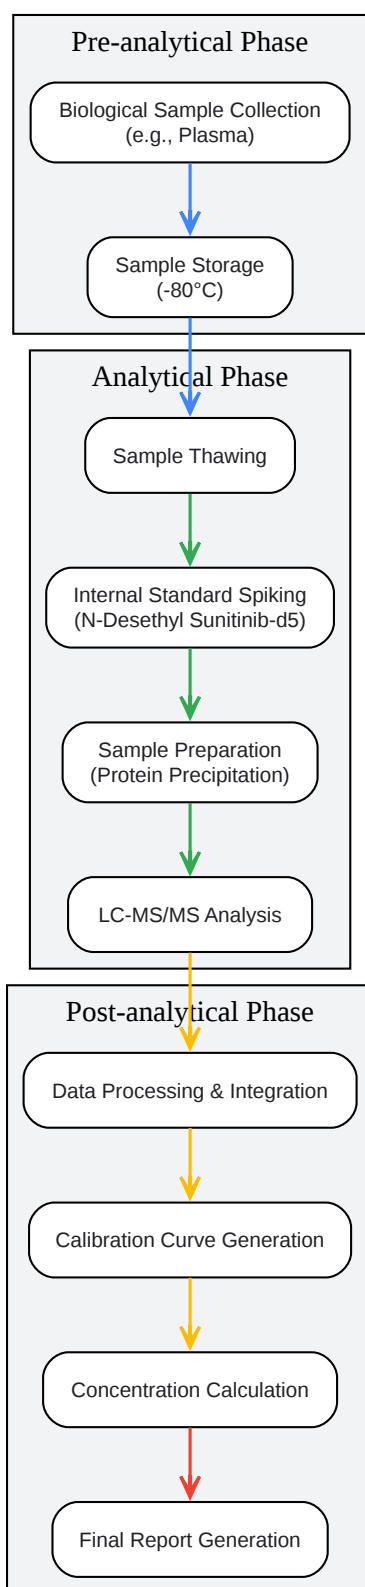 Pre-analytical Phase
Biological Sample Collection
(e.g., Plasma)
Sample Storage
(-80°C)
Analytical Phase
Sample Thawing
Internal Standard Spiking
(N-Desethyl Sunitinib-d5)
Sample Preparation
(Protein Precipitation)
LC-MS/MS Analysis
Post-analytical Phase
Data Processing & Integration
Calibration Curve Generation
Concentration Calculation
Final Report Generation